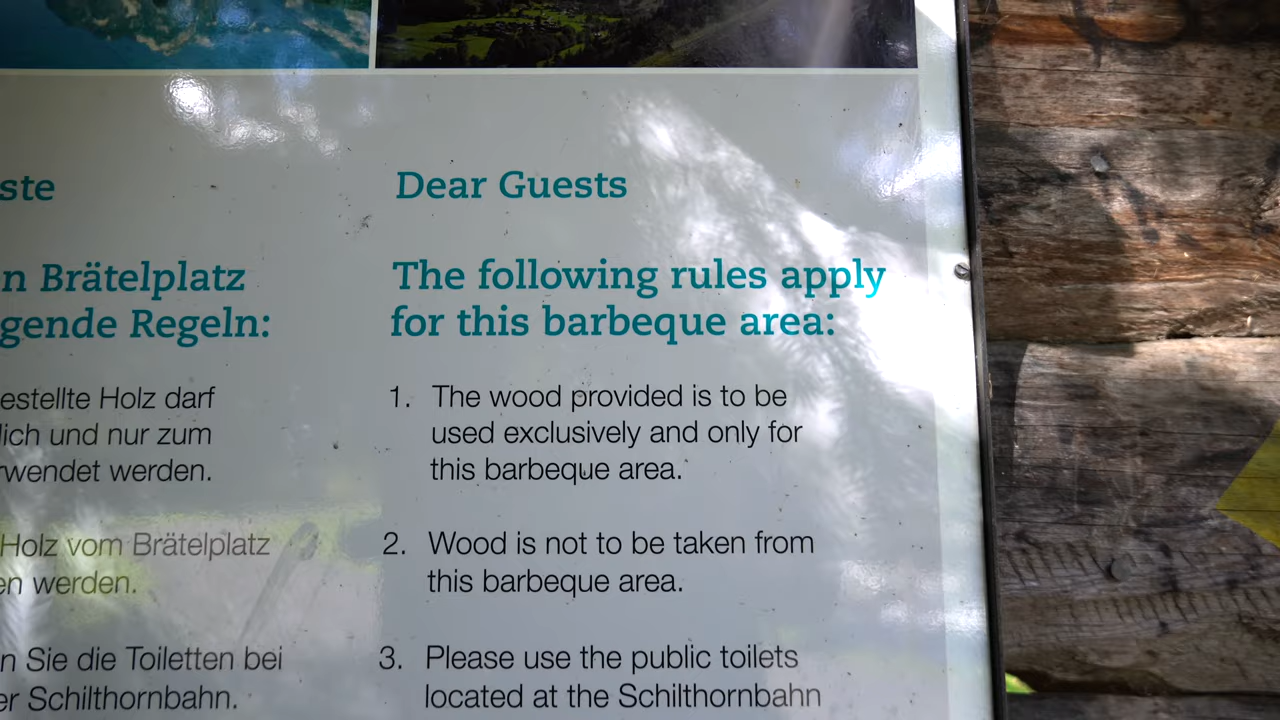 ste
n Brätelplatz
gende Regeln:
estellte Holz darf
lich und nur zum
rwendet werden.
Holz vom Brätelplatz
en werden.
n Sie die Toiletten bei
er Schilthornbahn.
Dear Guests
The following rules apply
for this barbeque area:
1. The wood provided is to be
used exclusively and only for
this barbeque area.
2. Wood is not to be taken from
this barbeque area.
3. Please use the public toilets
located at the Schilthornbahn